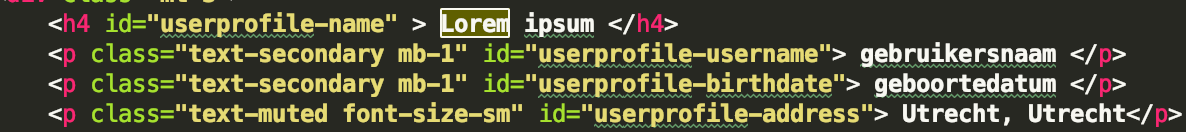 <h4 id="userprofile-name" > Lorem ipsum </h4>
<p class="text-secondary mb-1" id="userprofile-username"> gebruikersnaam </p>
<p class="text-secondary mb-1" id="userprofile-birthdate"> geboortedatum </p>
<p class="text-muted font-size-sm" id="userprofile-address"> Utrecht, Utrecht</p>